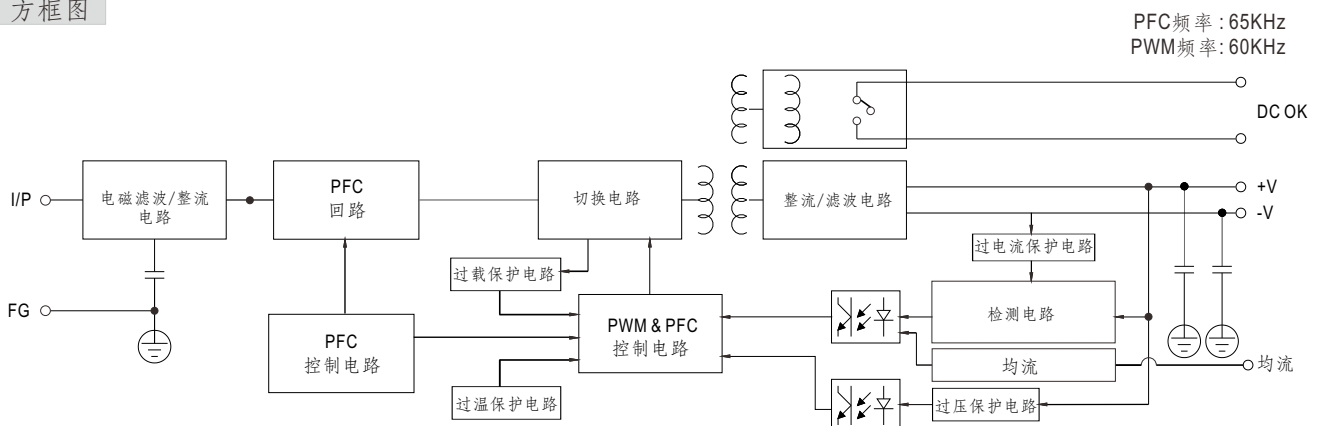 方框图
PFC频率 : 65KHz
PWM频率: 60KHz
DC OK
I/P
电磁滤波/整流
电路
PFC
回路
切换电路
整流/滤波电路
+V
-V
过电流保护电路
过载保护电路
FG
PFC
控制电路
PWM & PFC
控制电路
检测电路
均流
均流
过温保护电路
过压保护电路